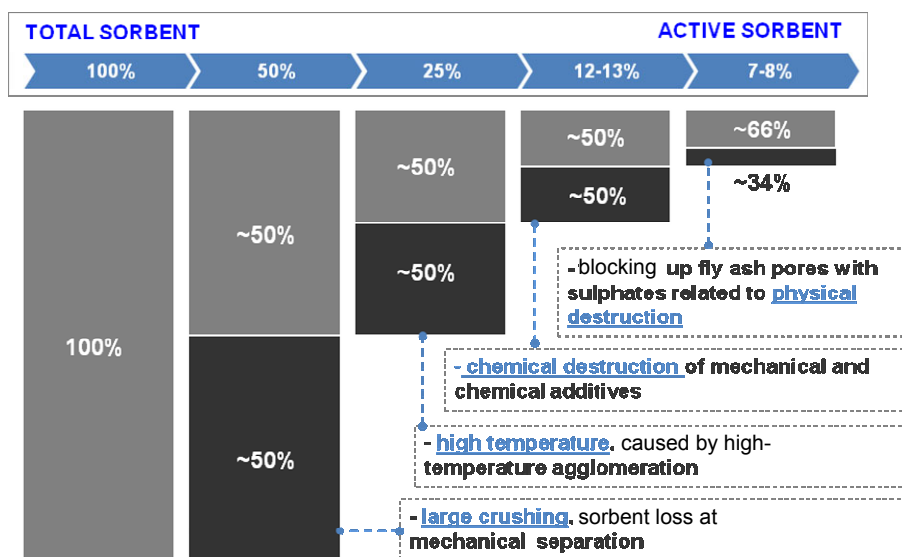 TOTAL SORBENT
ACTIVE SORBENT
100%
50%
25%
12-13%
7-8%
100%
~50%
~50%
~50%
~50%
~50%
~50%
~66%
~34%
- blocking up fly ash pores with
sulphates related to physical
destruction
- chemical destruction of mechanical and
chemical additives
- high temperature, caused by high-
temperature agglomeration
- large crushing, sorbent loss at
mechanical separation